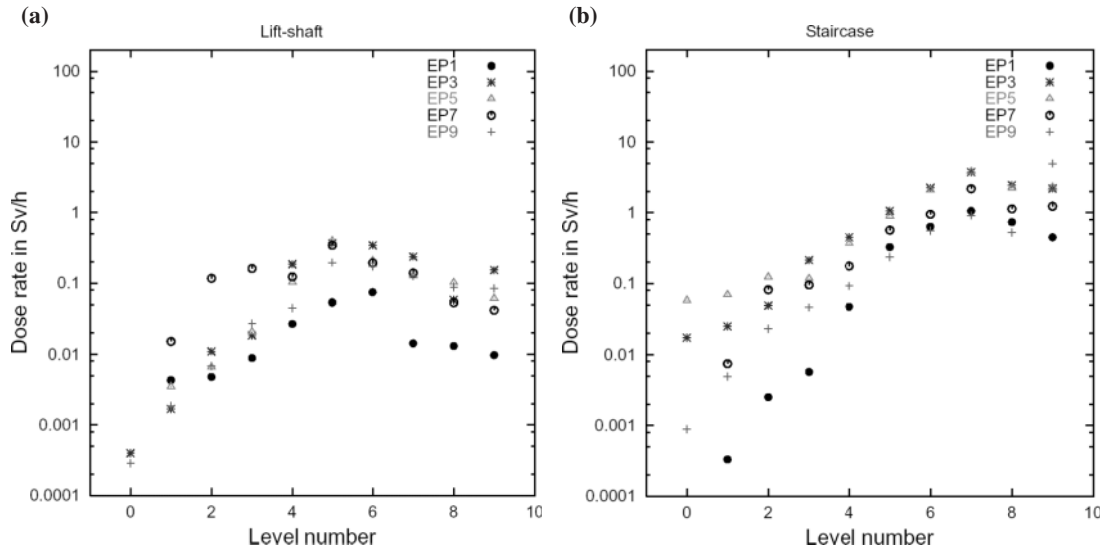 (a)
Lift-shaft
EP1
EP3
EP5
EP7
EP9
100
10
1
0.1
0.01
0.001
0.0001
Dose rate in Sv/h
0 2 4 6 8 10
Level number
(b)
Staircase
EP1
EP3
EP5
EP7
EP9
100
10
1
0.1
0.01
0.001
0.0001
Dose rate in Sv/h
0 2 4 6 8 10
Level number